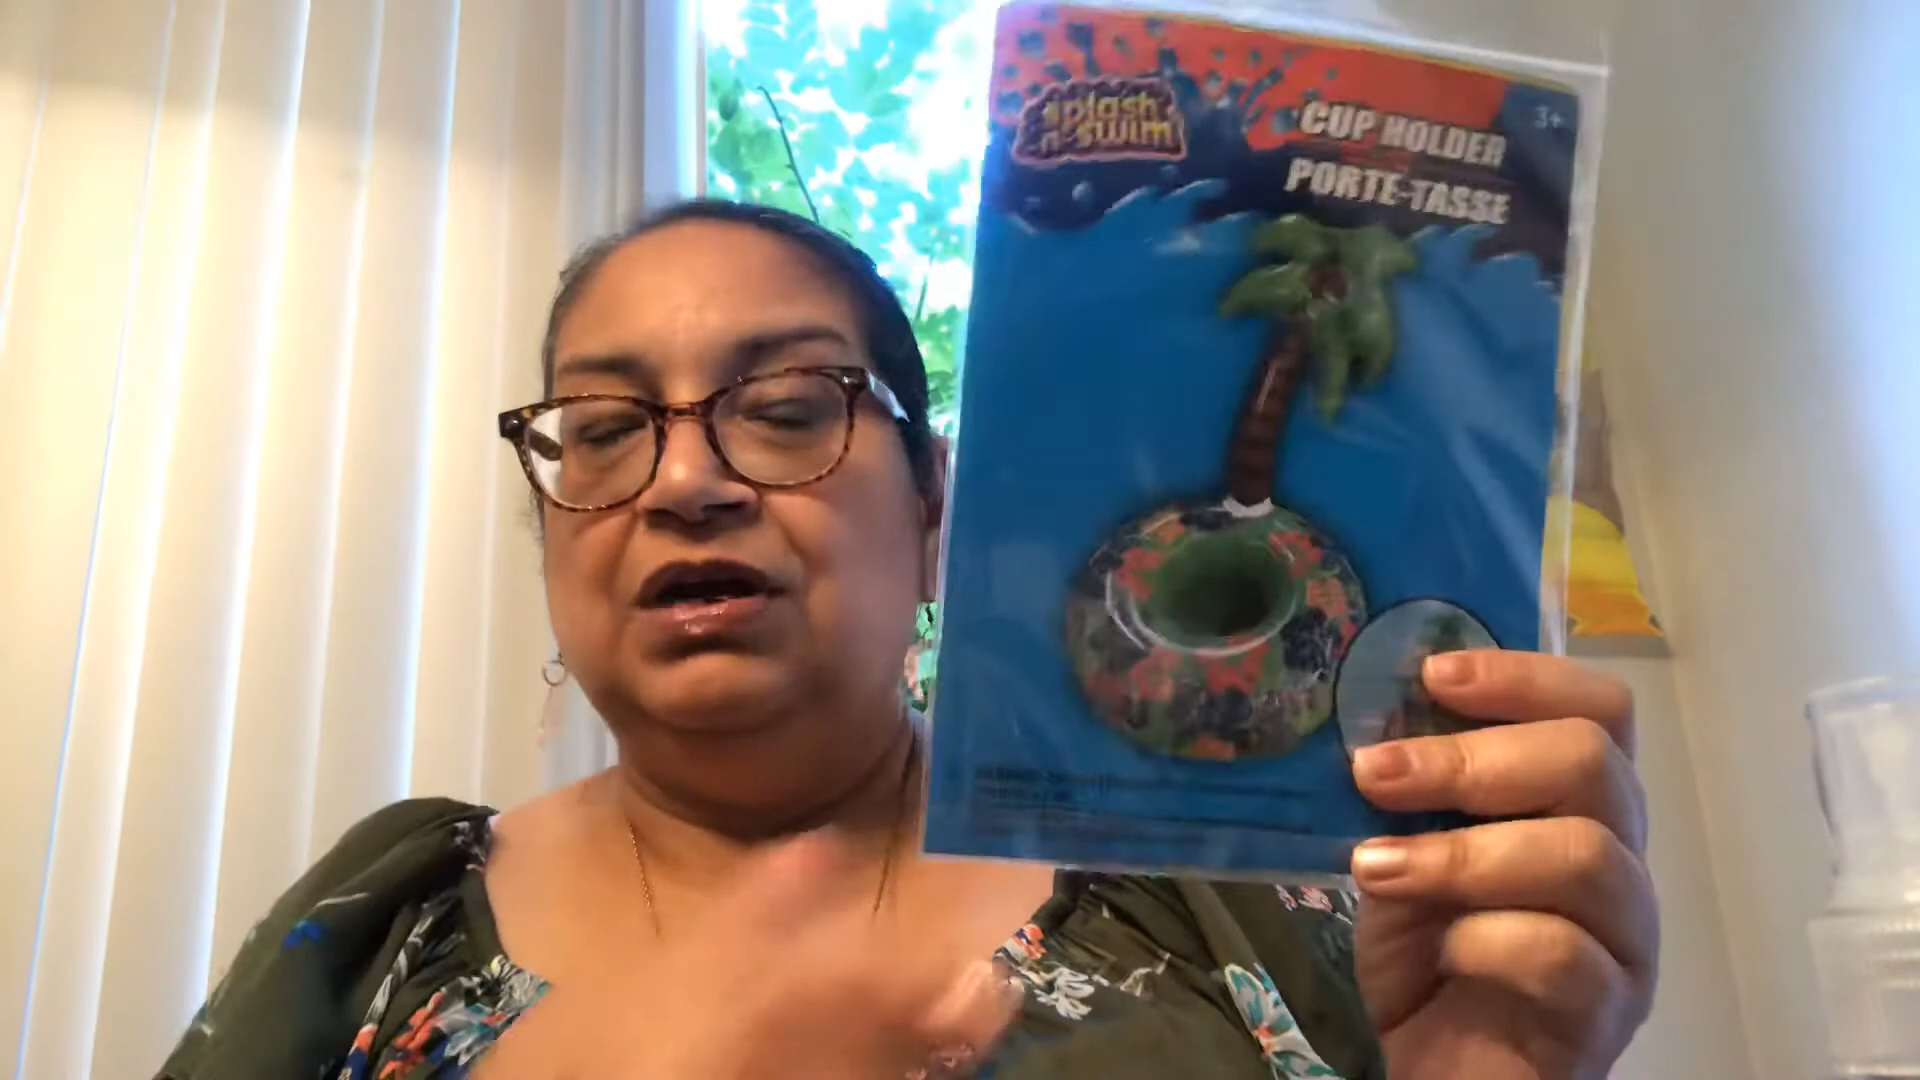 splash
n swim
CUP HOLDER
PORTE-TASSE
3+